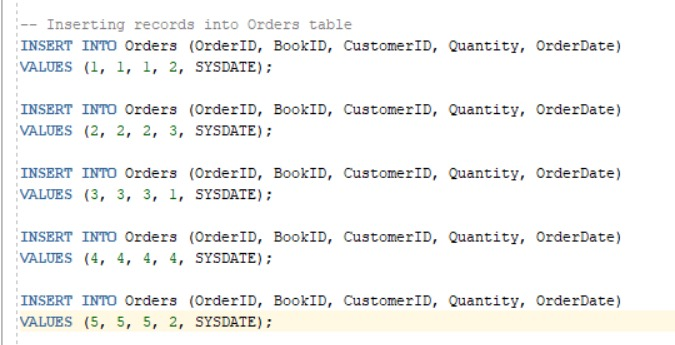 -- Inserting records into Orders table
INSERT INTO Orders (OrderID, BookID, CustomerID, Quantity, OrderDate)
VALUES (1, 1, 1, 2, SYSDATE);
INSERT INTO Orders (OrderID, BookID, CustomerID, Quantity, OrderDate)
VALUES (2, 2, 2, 3, SYSDATE);
INSERT INTO Orders (OrderID, BookID, CustomerID, Quantity, OrderDate)
VALUES (3, 3, 3, 1, SYSDATE);
INSERT INTO Orders (OrderID, BookID, CustomerID, Quantity, OrderDate)
VALUES (4, 4, 4, 4, SYSDATE);
INSERT INTO Orders (OrderID, BookID, CustomerID, Quantity, OrderDate)
VALUES (5, 5, 5, 2, SYSDATE);